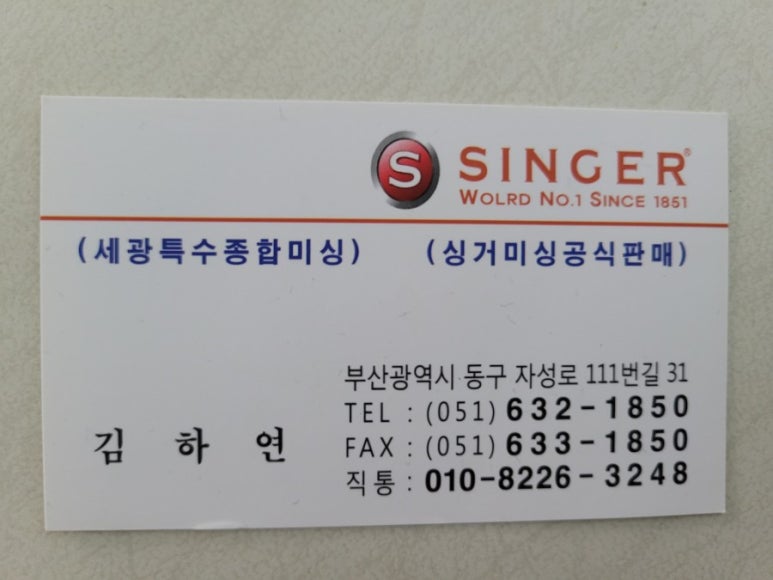 S SINGER®
WOLRD NO.1 SINCE 1851
(세광특수종합미싱) (싱거미싱공식판매)
부산광역시 동구 자성로 111번길 31
TEL : (051) 632-1850
FAX : (051) 633-1850
직통 : 010-8226-3248
김 하 연